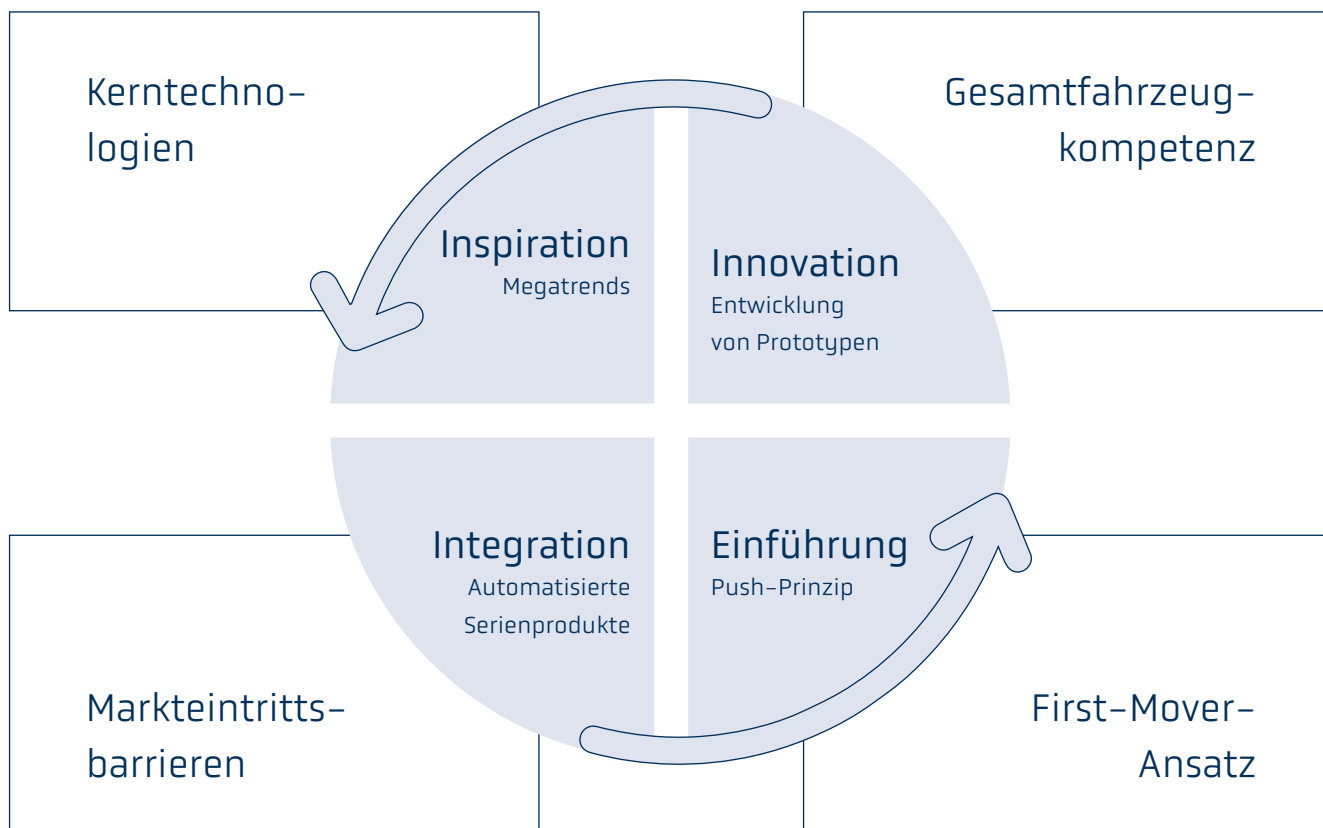 Kerntechno-
logien
Gesamtfahrzeug-
kompetenz
Inspiration
Megatrends
Innovation
Entwicklung
von Prototypen
Integration
Automatisierte
Serienprodukte
Einführung
Push-Prinzip
Markteintritts-
barrieren
First-Mover-
Ansatz